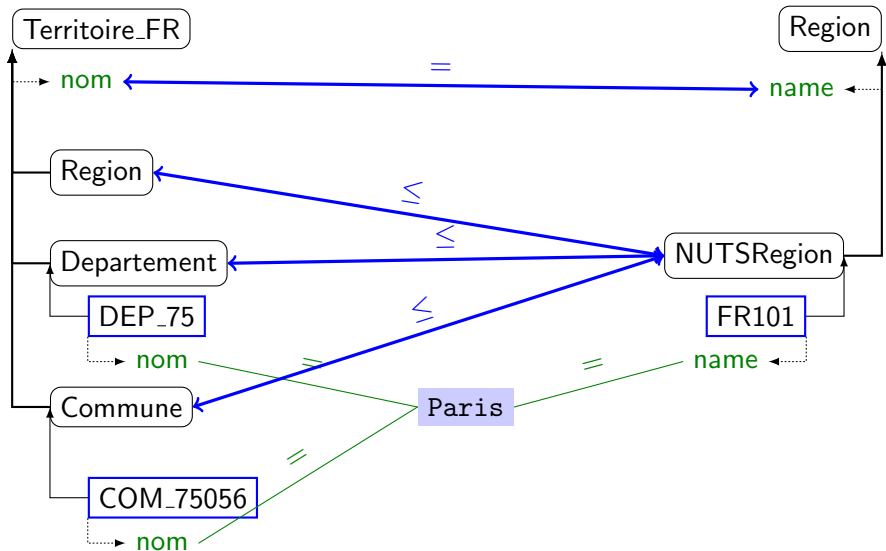 Territoire_FR
Region
nom
=
name
Region
≤
≤
Departement
NUTSRegion
DEP_75
≤
FR101
nom
=
=
name
Commune
Paris
=
COM_75056
nom